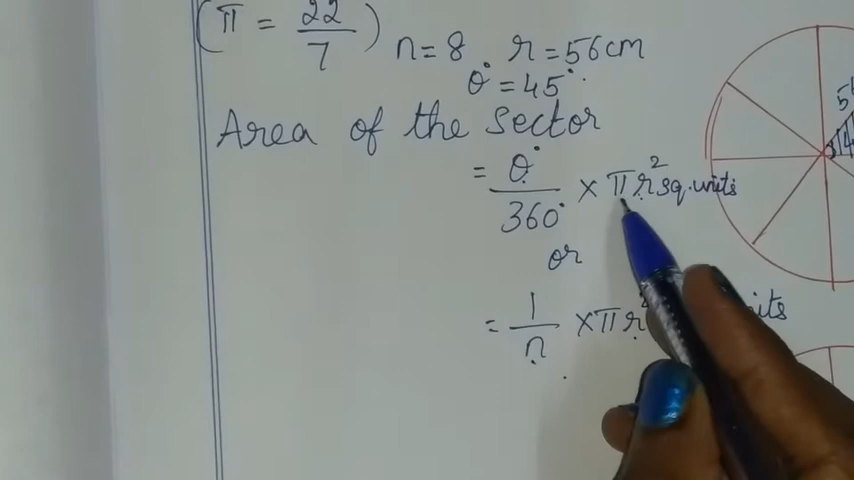 (π = 22/7) n = 8 r = 56cm
θ° = 45°
Area of the Sector
= θ°/360° × πr² sq.units
or
= 1/n × πr²